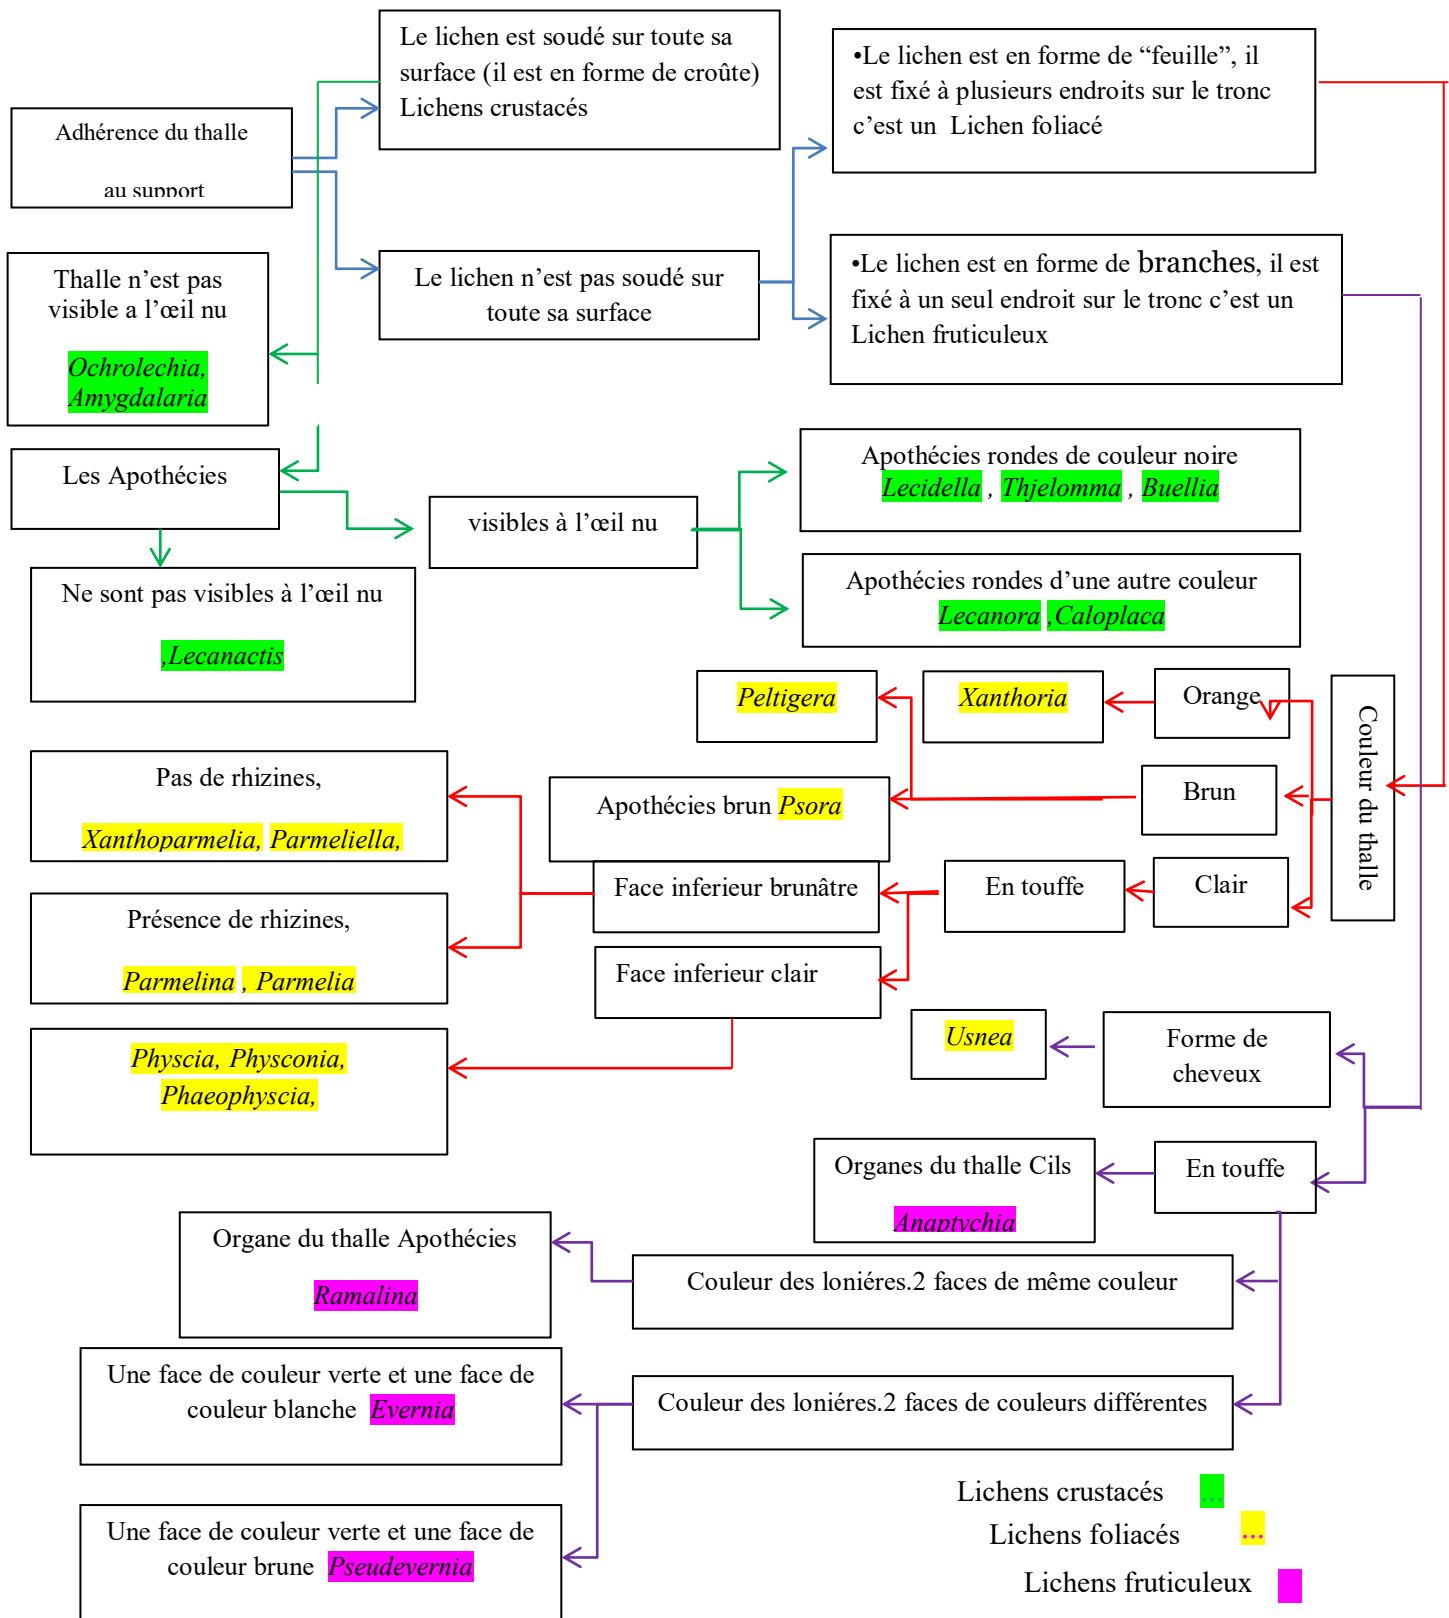 Le lichen est soudé sur toute sa
surface (il est en forme de croûte)
Lichens crustacés
•Le lichen est en forme de “feuille”, il
est fixé à plusieurs endroits sur le tronc
c’est un Lichen foliacé
Adhérence du thalle
au support
Le lichen n’est pas soudé sur
toute sa surface
•Le lichen est en forme de branches, il est
fixé à un seul endroit sur le tronc c’est un
Lichen fruticuleux
Thalle n’est pas
visible a l’œil nu
Ochrolechia,
Amygdalaria
Les Apothécies
visibles à l’œil nu
Apothécies rondes de couleur noire
Lecidella , Thjelomma , Buellia
Apothécies rondes d’une autre couleur
Lecanora ,Caloplaca
Ne sont pas visibles à l’œil nu
,Lecanactis
Peltigera
Xanthoria
Orange
Couleur du thalle
Pas de rhizines,
Xanthoparmelia, Parmeliella,
Apothécies brun Psora
Brun
Face inferieur brunâtre
En touffe
Clair
Présence de rhizines,
Parmelina , Parmelia
Face inferieur clair
Physcia, Physconia,
Phaeophyscia,
Usnea
Forme de
cheveux
Organes du thalle Cils
Anaptychia
En touffe
Organe du thalle Apothécies
Ramalina
Couleur des loniéres.2 faces de même couleur
Une face de couleur verte et une face de
couleur blanche Evernia
Couleur des loniéres.2 faces de couleurs différentes
Une face de couleur verte et une face de
couleur brune Pseudevernia
Lichens crustacés ...
Lichens foliacés ...
Lichens fruticuleux